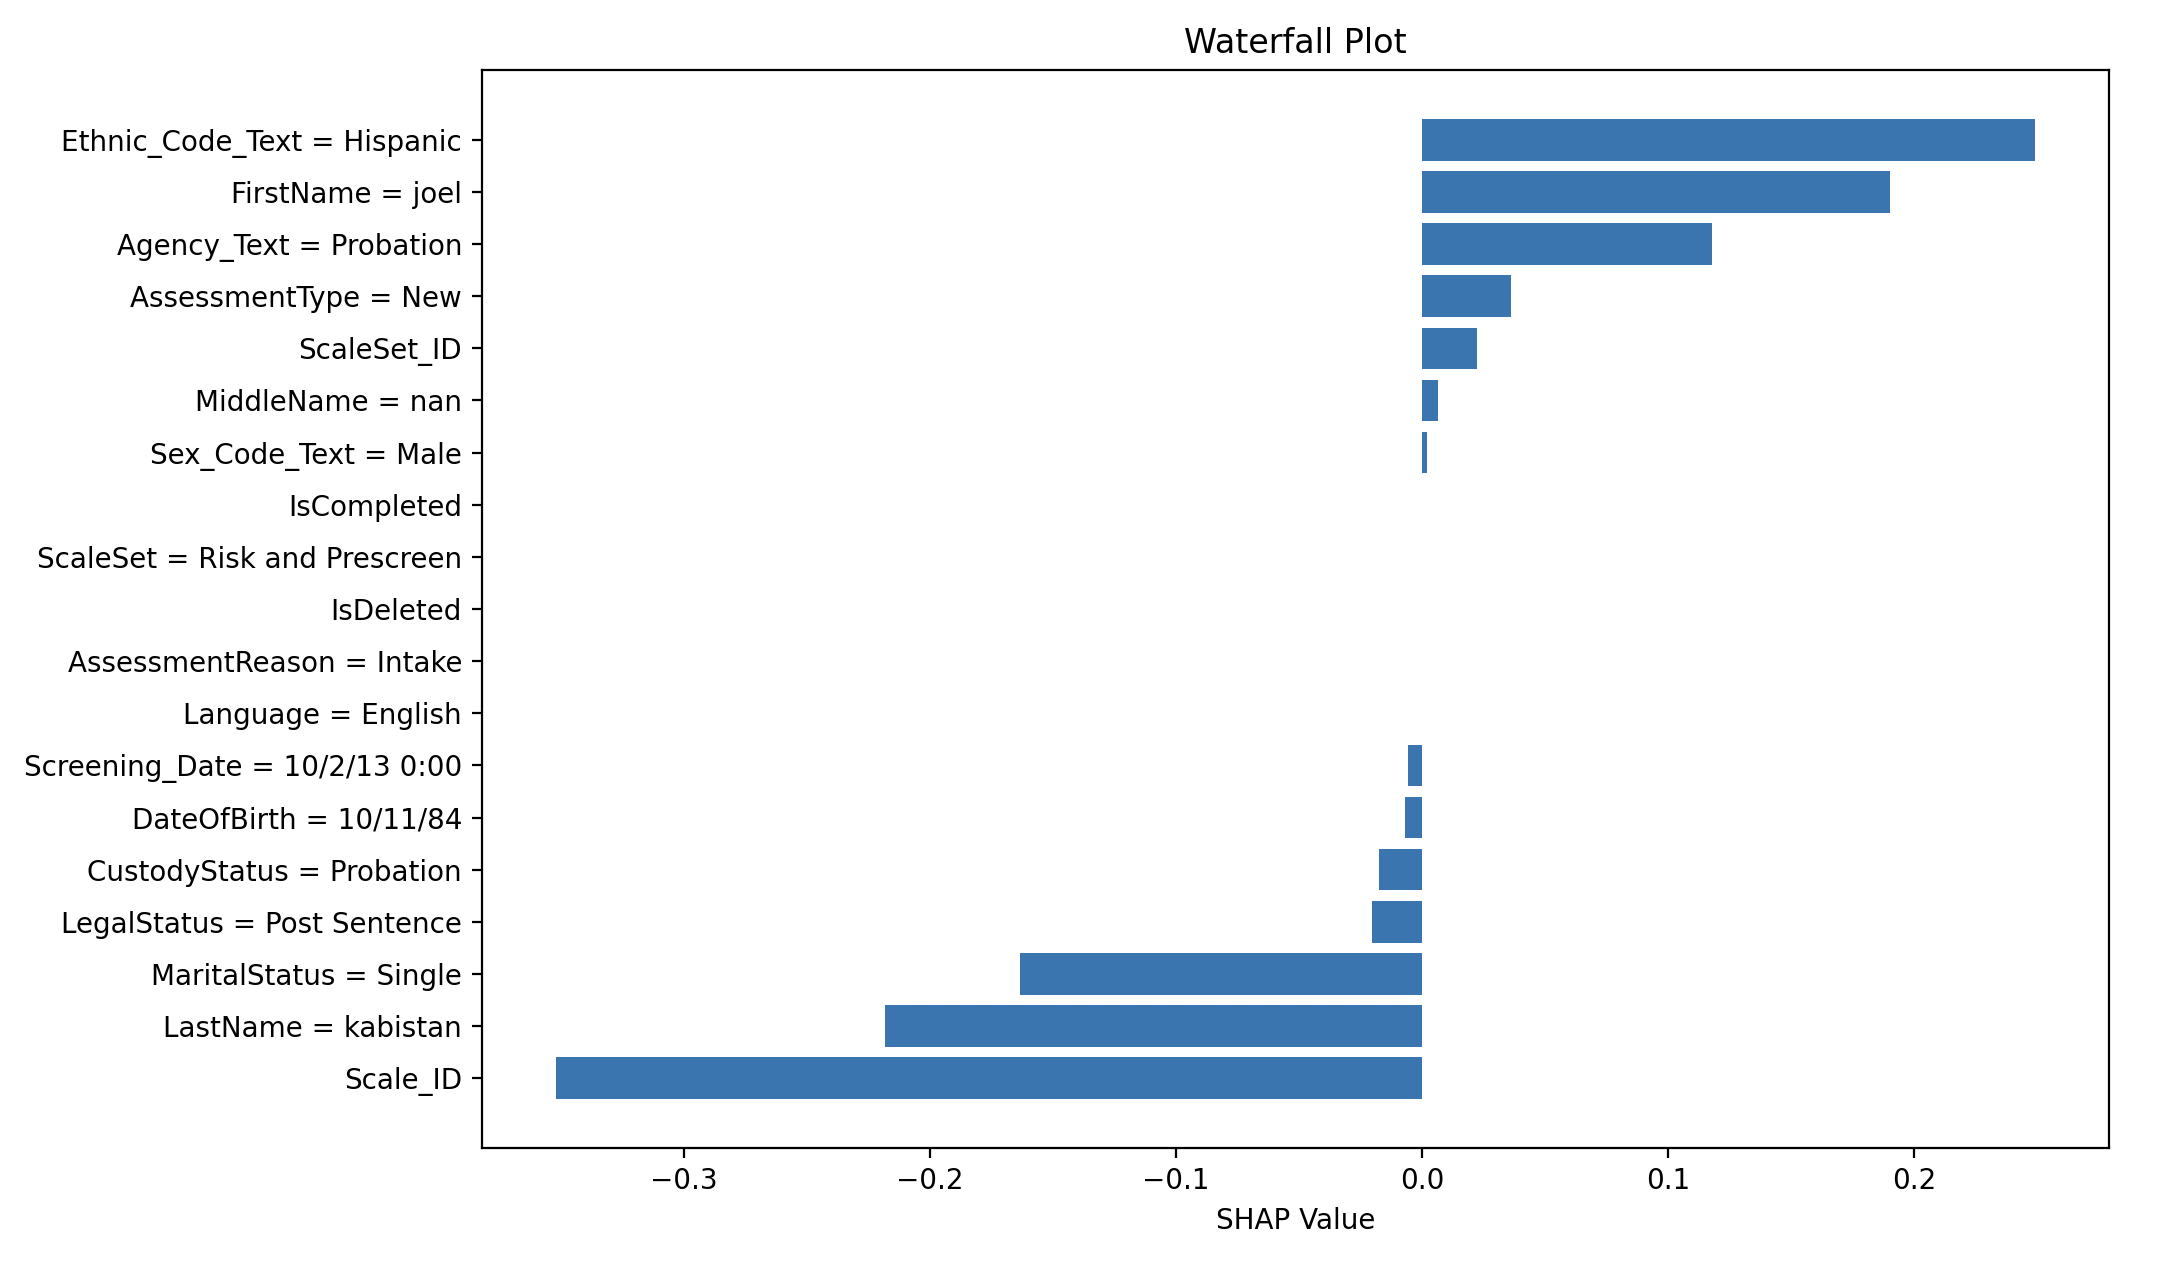 Waterfall Plot
Ethnic_Code_Text = Hispanic
FirstName = joel
Agency_Text = Probation
AssessmentType = New
ScaleSet_ID
MiddleName = nan
Sex_Code_Text = Male
IsCompleted
ScaleSet = Risk and Prescreen
IsDeleted
AssessmentReason = Intake
Language = English
Screening_Date = 10/2/13 0:00
DateOfBirth = 10/11/84
CustodyStatus = Probation
LegalStatus = Post Sentence
MaritalStatus = Single
LastName = kabistan
Scale_ID
−0.3 −0.2 −0.1 0.0 0.1 0.2
SHAP Value